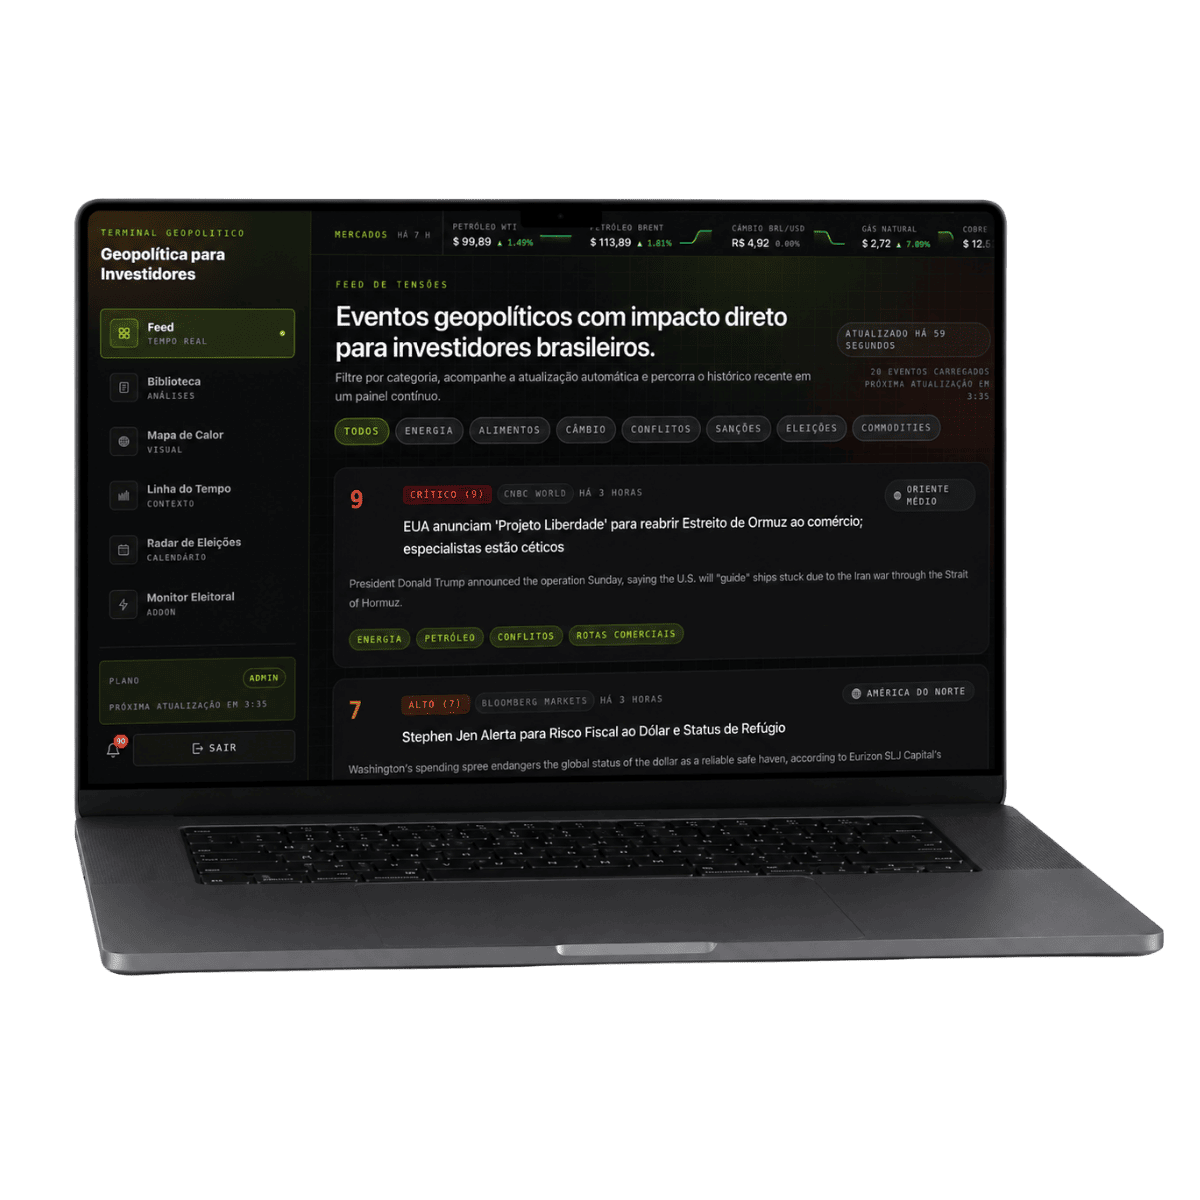 TERMINAL GEOPOLITICO
Geopolítica para
Investidores
Feed
TEMPO REAL
Biblioteca
ANÁLISES
Mapa de Calor
VISUAL
Linha do Tempo
CONTEXTO
Radar de Eleições
CALENDÁRIO
Monitor Eleitoral
ADDON
PLANO
ADMIN
PRÓXIMA ATUALIZAÇÃO EM 3:35
90
SAIR
MERCADOS HÁ 7 H
PETRÓLEO WTI
$ 99,89 ▲ 1.49%
PETRÓLEO BRENT
$ 113,89 ▲ 1.81%
CÂMBIO BRL/USD
R$ 4,92 0.00%
GÁS NATURAL
$ 2,72 ▲ 7.09%
COBRE
$ 12.5
FEED DE TENSÕES
Eventos geopolíticos com impacto direto
para investidores brasileiros.
Filtre por categoria, acompanhe a atualização automática e percorra o histórico recente em
um painel contínuo.
ATUALIZADO HÁ 59
SEGUNDOS
20 EVENTOS CARREGADOS
PRÓXIMA ATUALIZAÇÃO EM
3:35
TODOS
ENERGIA
ALIMENTOS
CÂMBIO
CONFLITOS
SANÇÕES
ELEIÇÕES
COMMODITIES
9
CRÍTICO (9)
CNBC WORLD
HÁ 3 HORAS
ORIENTE
MÉDIO
EUA anunciam 'Projeto Liberdade' para reabrir Estreito de Ormuz ao comércio;
especialistas estão céticos
President Donald Trump announced the operation Sunday, saying the U.S. will "guide" ships stuck due to the Iran war through the Strait
of Hormuz.
ENERGIA
PETRÓLEO
CONFLITOS
ROTAS COMERCIAIS
7
ALTO (7)
BLOOMBERG MARKETS
HÁ 3 HORAS
AMÉRICA DO NORTE
Stephen Jen Alerta para Risco Fiscal ao Dólar e Status de Refúgio
Washington's spending spree endangers the global status of the dollar as a reliable safe haven, according to Eurizon SLJ Capital's